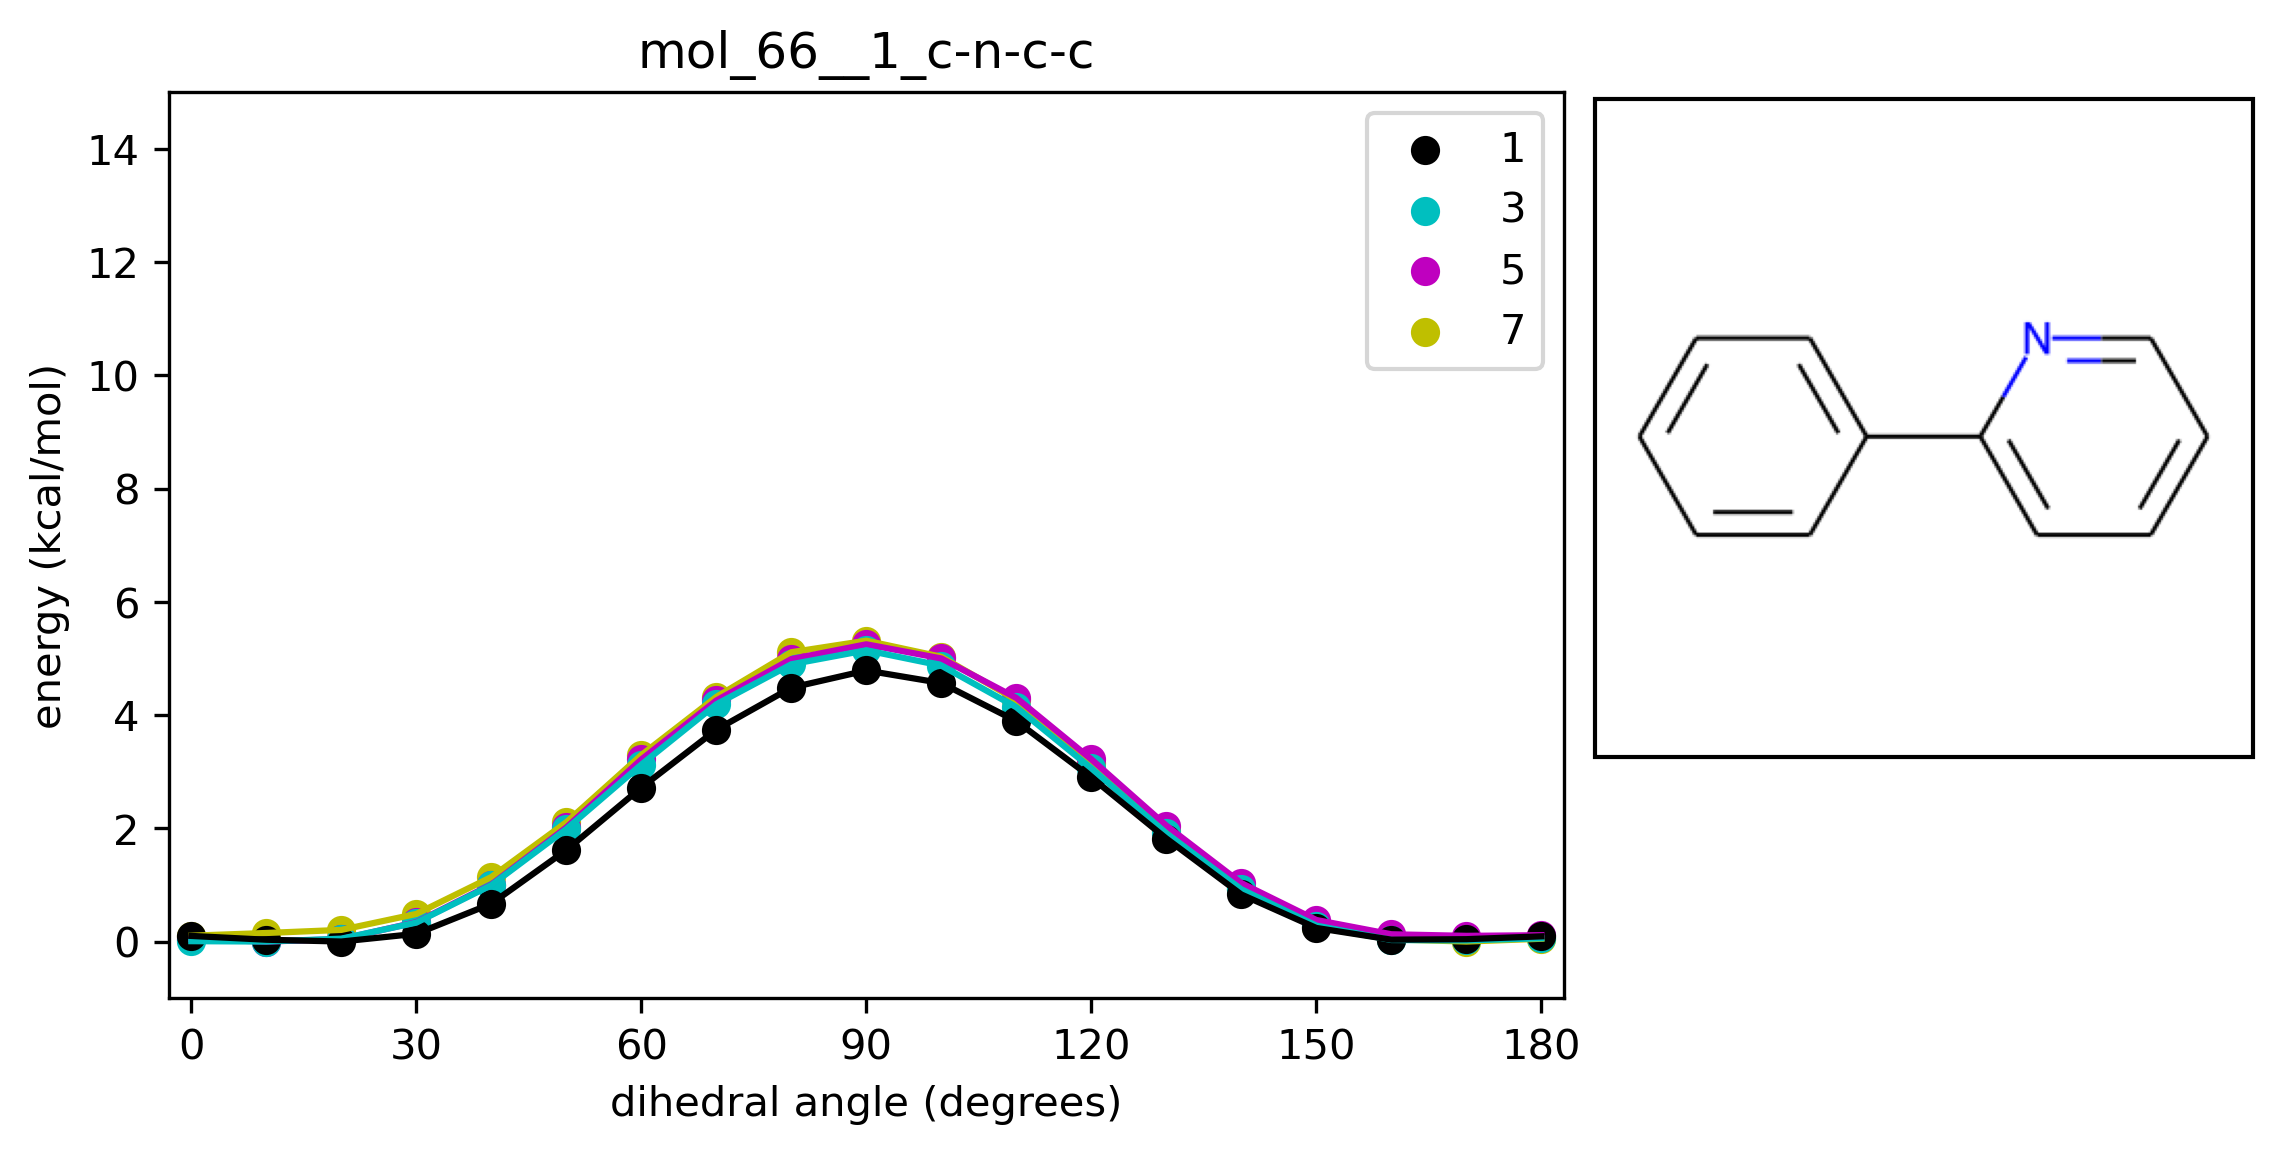 mol_66__1_c-n-c-c
energy (kcal/mol)
14
12
10
8
6
4
2
0
0 30 60 90 120 150 180
dihedral angle (degrees)
1
3
5
7
N